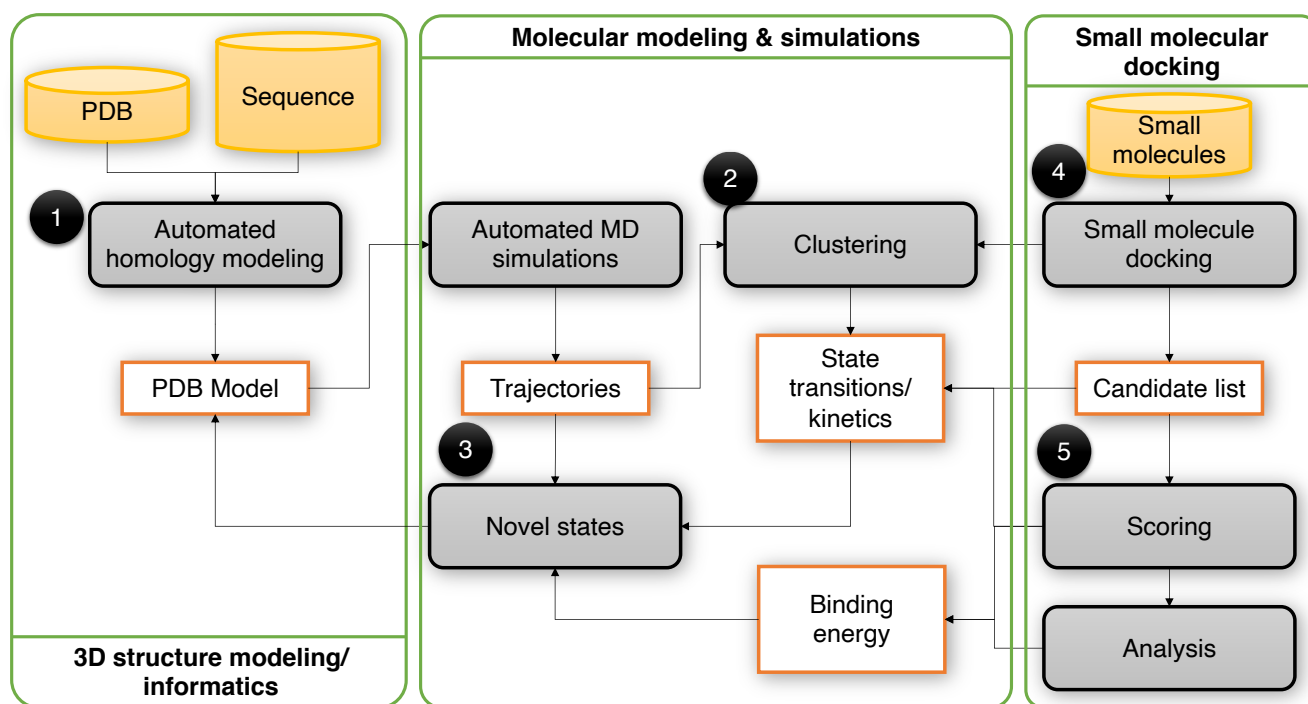 Molecular modeling & simulations
Small molecular
docking
PDB
Sequence
1
Automated
homology modeling
PDB Model
3D structure modeling/
informatics
Automated MD
simulations
Trajectories
3
Novel states
2
Clustering
State
transitions/
kinetics
Binding
energy
Small
molecules
4
Small molecule
docking
Candidate list
5
Scoring
Analysis